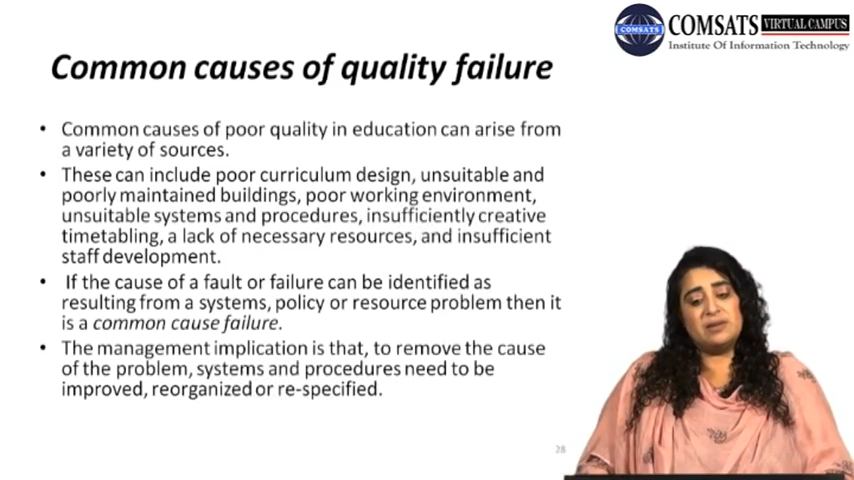 COMSATS VIRTUAL CAMPUS
COMSATS
Institute Of Information Technology
Common causes of quality failure
• Common causes of poor quality in education can arise from
a variety of sources.
• These can include poor curriculum design, unsuitable and
poorly maintained buildings, poor working environment,
unsuitable systems and procedures, insufficiently creative
timetabling, a lack of necessary resources, and insufficient
staff development.
• If the cause of a fault or failure can be identified as
resulting from a systems, policy or resource problem then it
is a common cause failure.
• The management implication is that, to remove the cause
of the problem, systems and procedures need to be
improved, reorganized or re-specified.
28